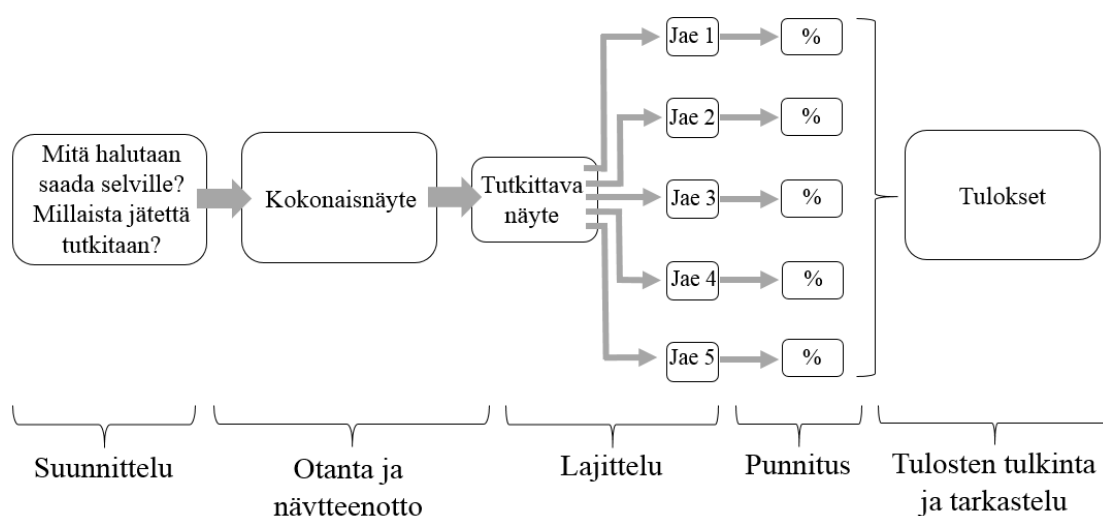 Mitä halutaan
saada selville?
Millaista jätettä
tutkitaan?
Kokonaisnäyte
Tutkittava
näyte
Jae 1
%
Jae 2
%
Jae 3
%
Jae 4
%
Jae 5
%
Tulokset
Suunnittelu
Otanta ja
näytteenotto
Lajittelu
Punnitus
Tulosten tulkinta
ja tarkastelu